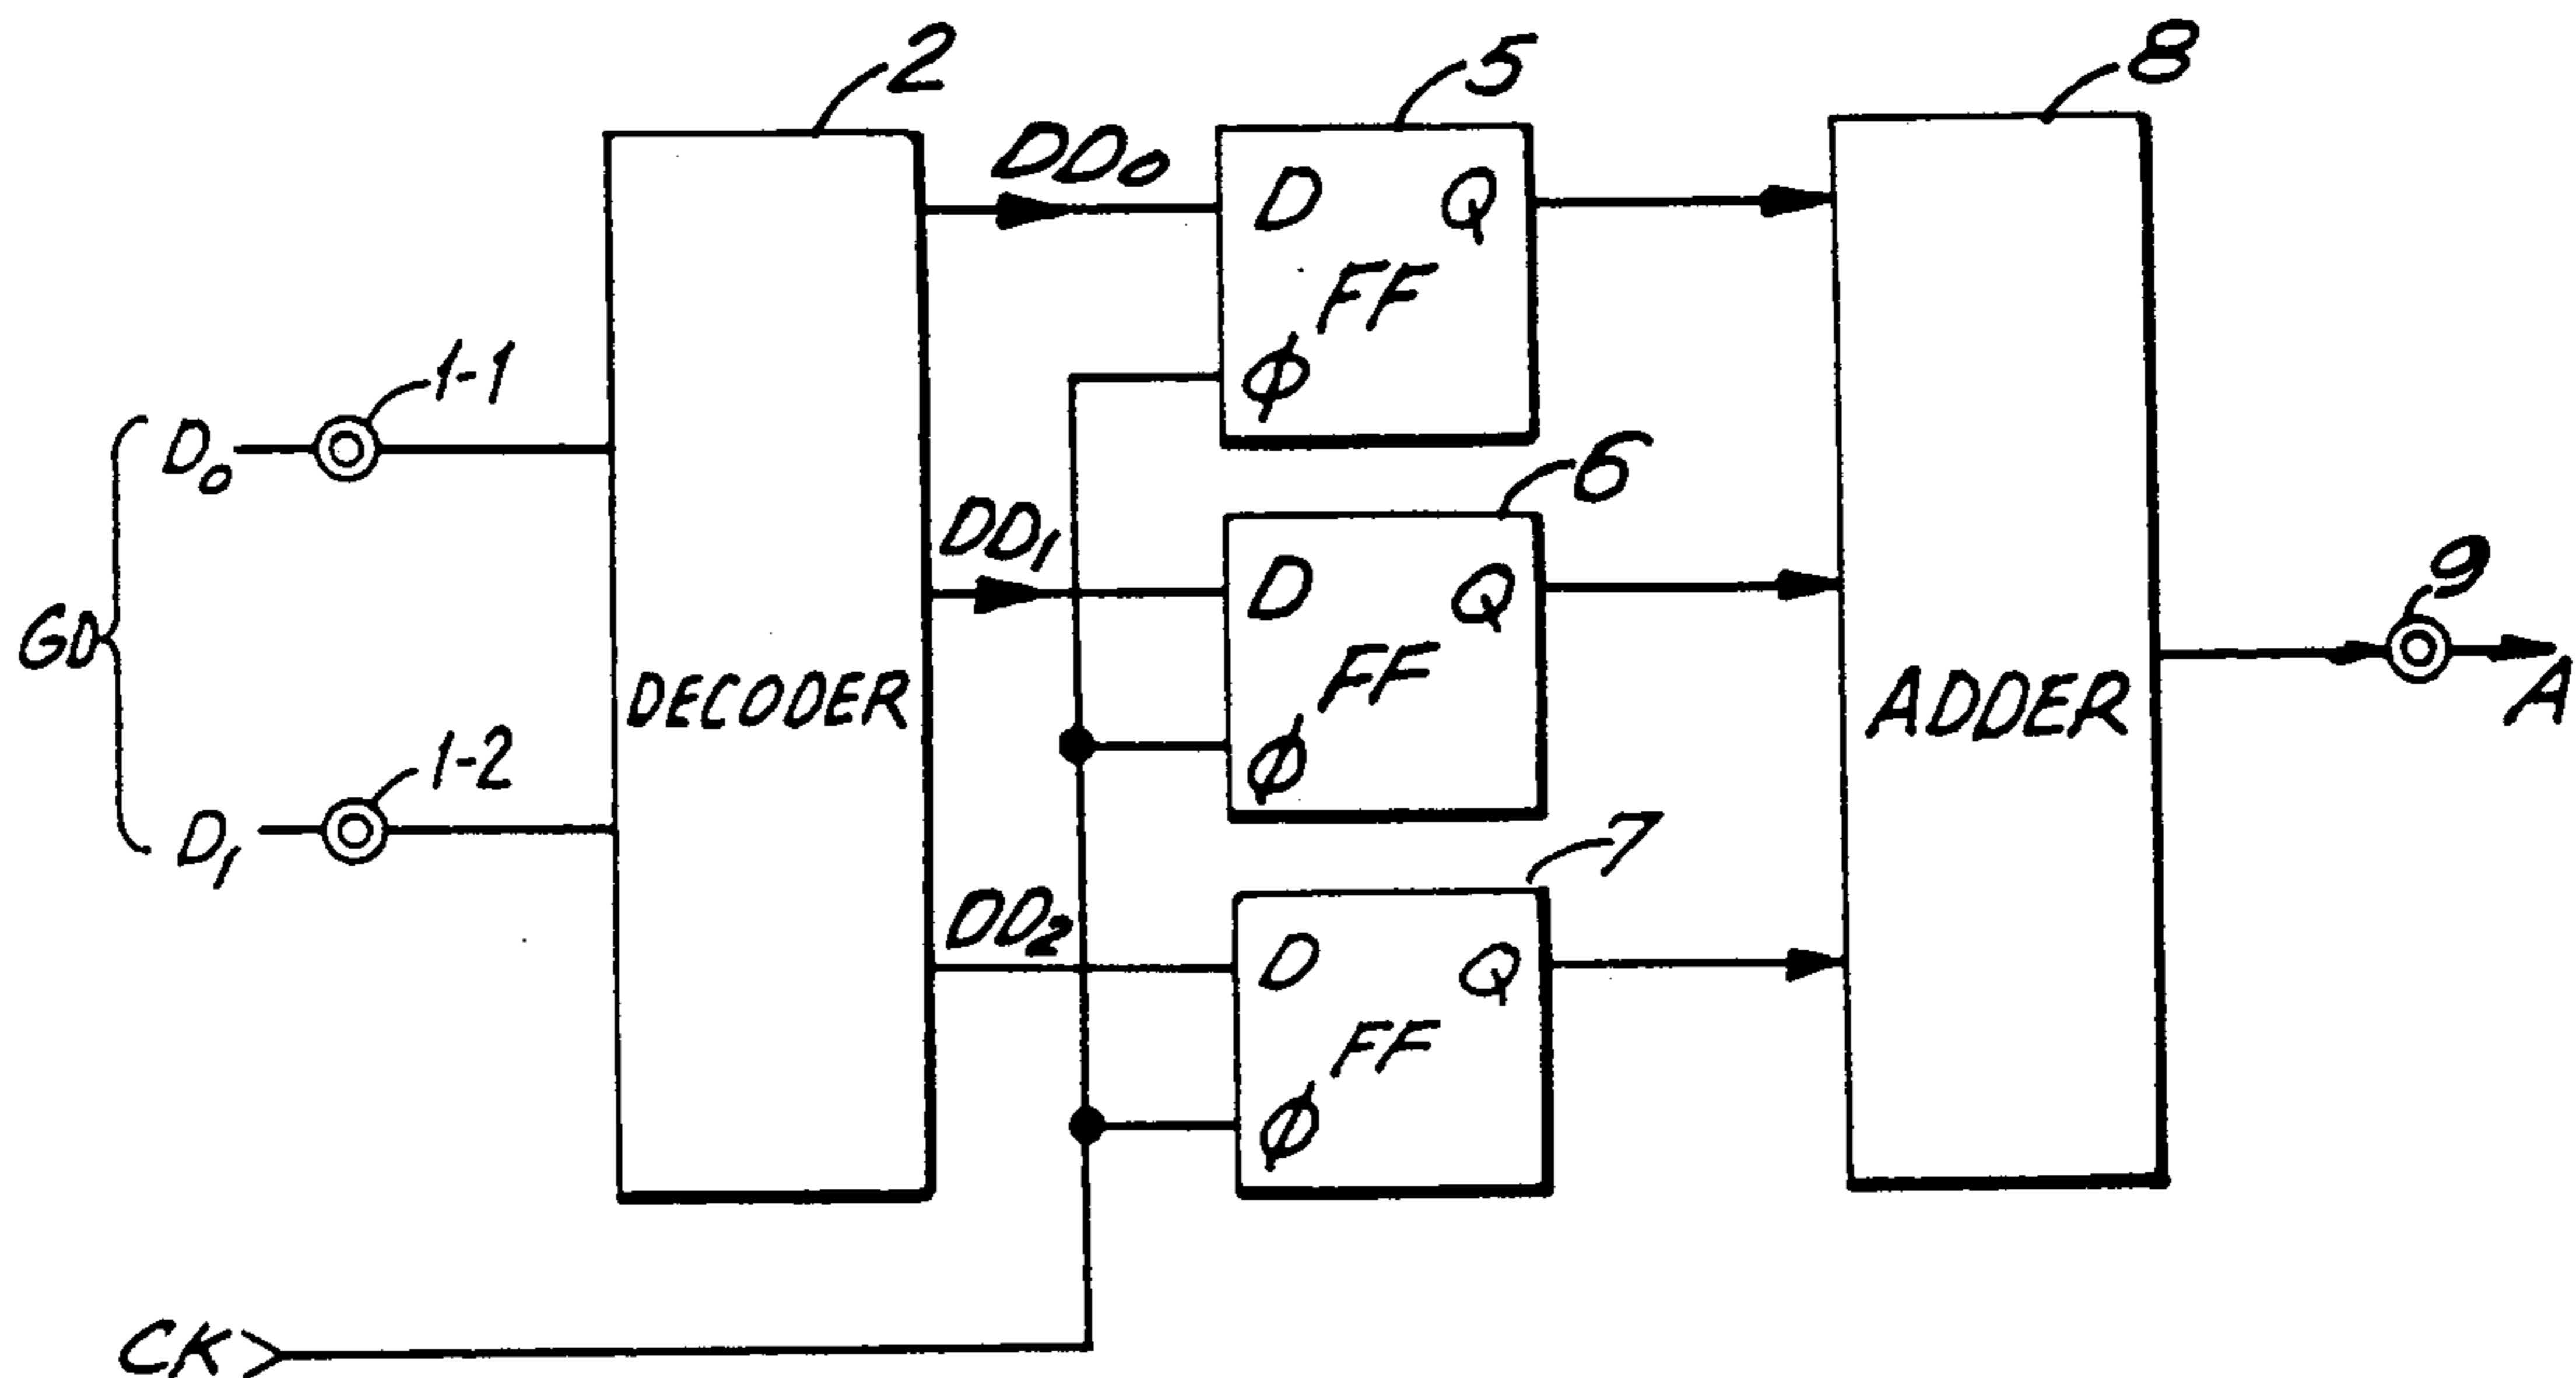 2
5
8
DD₀
D Q
FF
ϕ
1-1
D₀
6
DD₁
D Q
FF
ϕ
9
GD
DECODER
ADDER
A
1-2
D₁
7
DD₂
D Q
FF
ϕ
CK